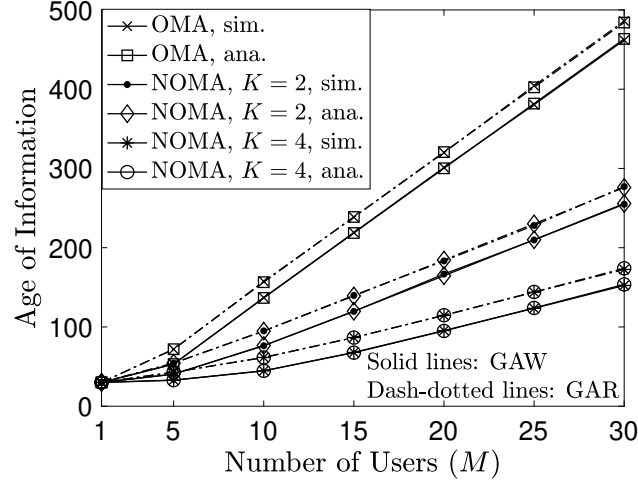 Age of Information
500
400
300
200
100
0
OMA, sim.
OMA, ana.
NOMA, K = 2, sim.
NOMA, K = 2, ana.
NOMA, K = 4, sim.
NOMA, K = 4, ana.
Solid lines: GAW
Dash-dotted lines: GAR
1 5 10 15 20 25 30
Number of Users (M)